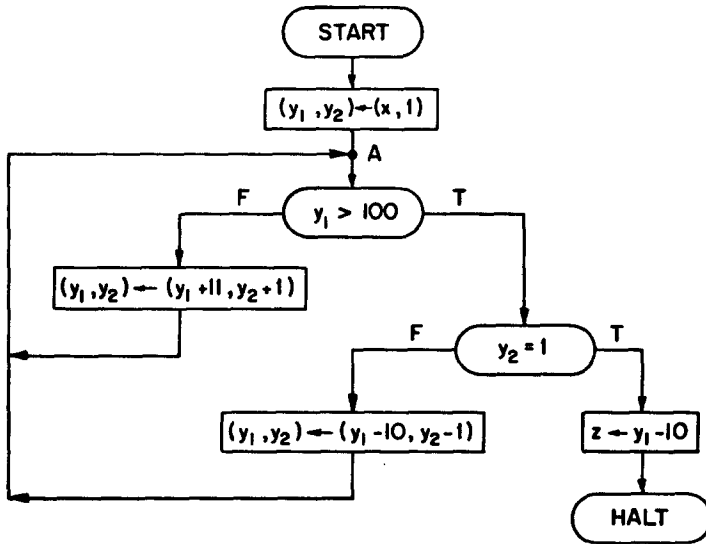 START
(y₁ ,y₂)←(x, 1)
A
F
y₁ > 100
T
(y₁,y₂) ← (y₁ +11, y₂+1)
F
y₂ = 1
T
(y₁, y₂) ← (y₁ -10, y₂-1)
z ← y₁ -10
HALT